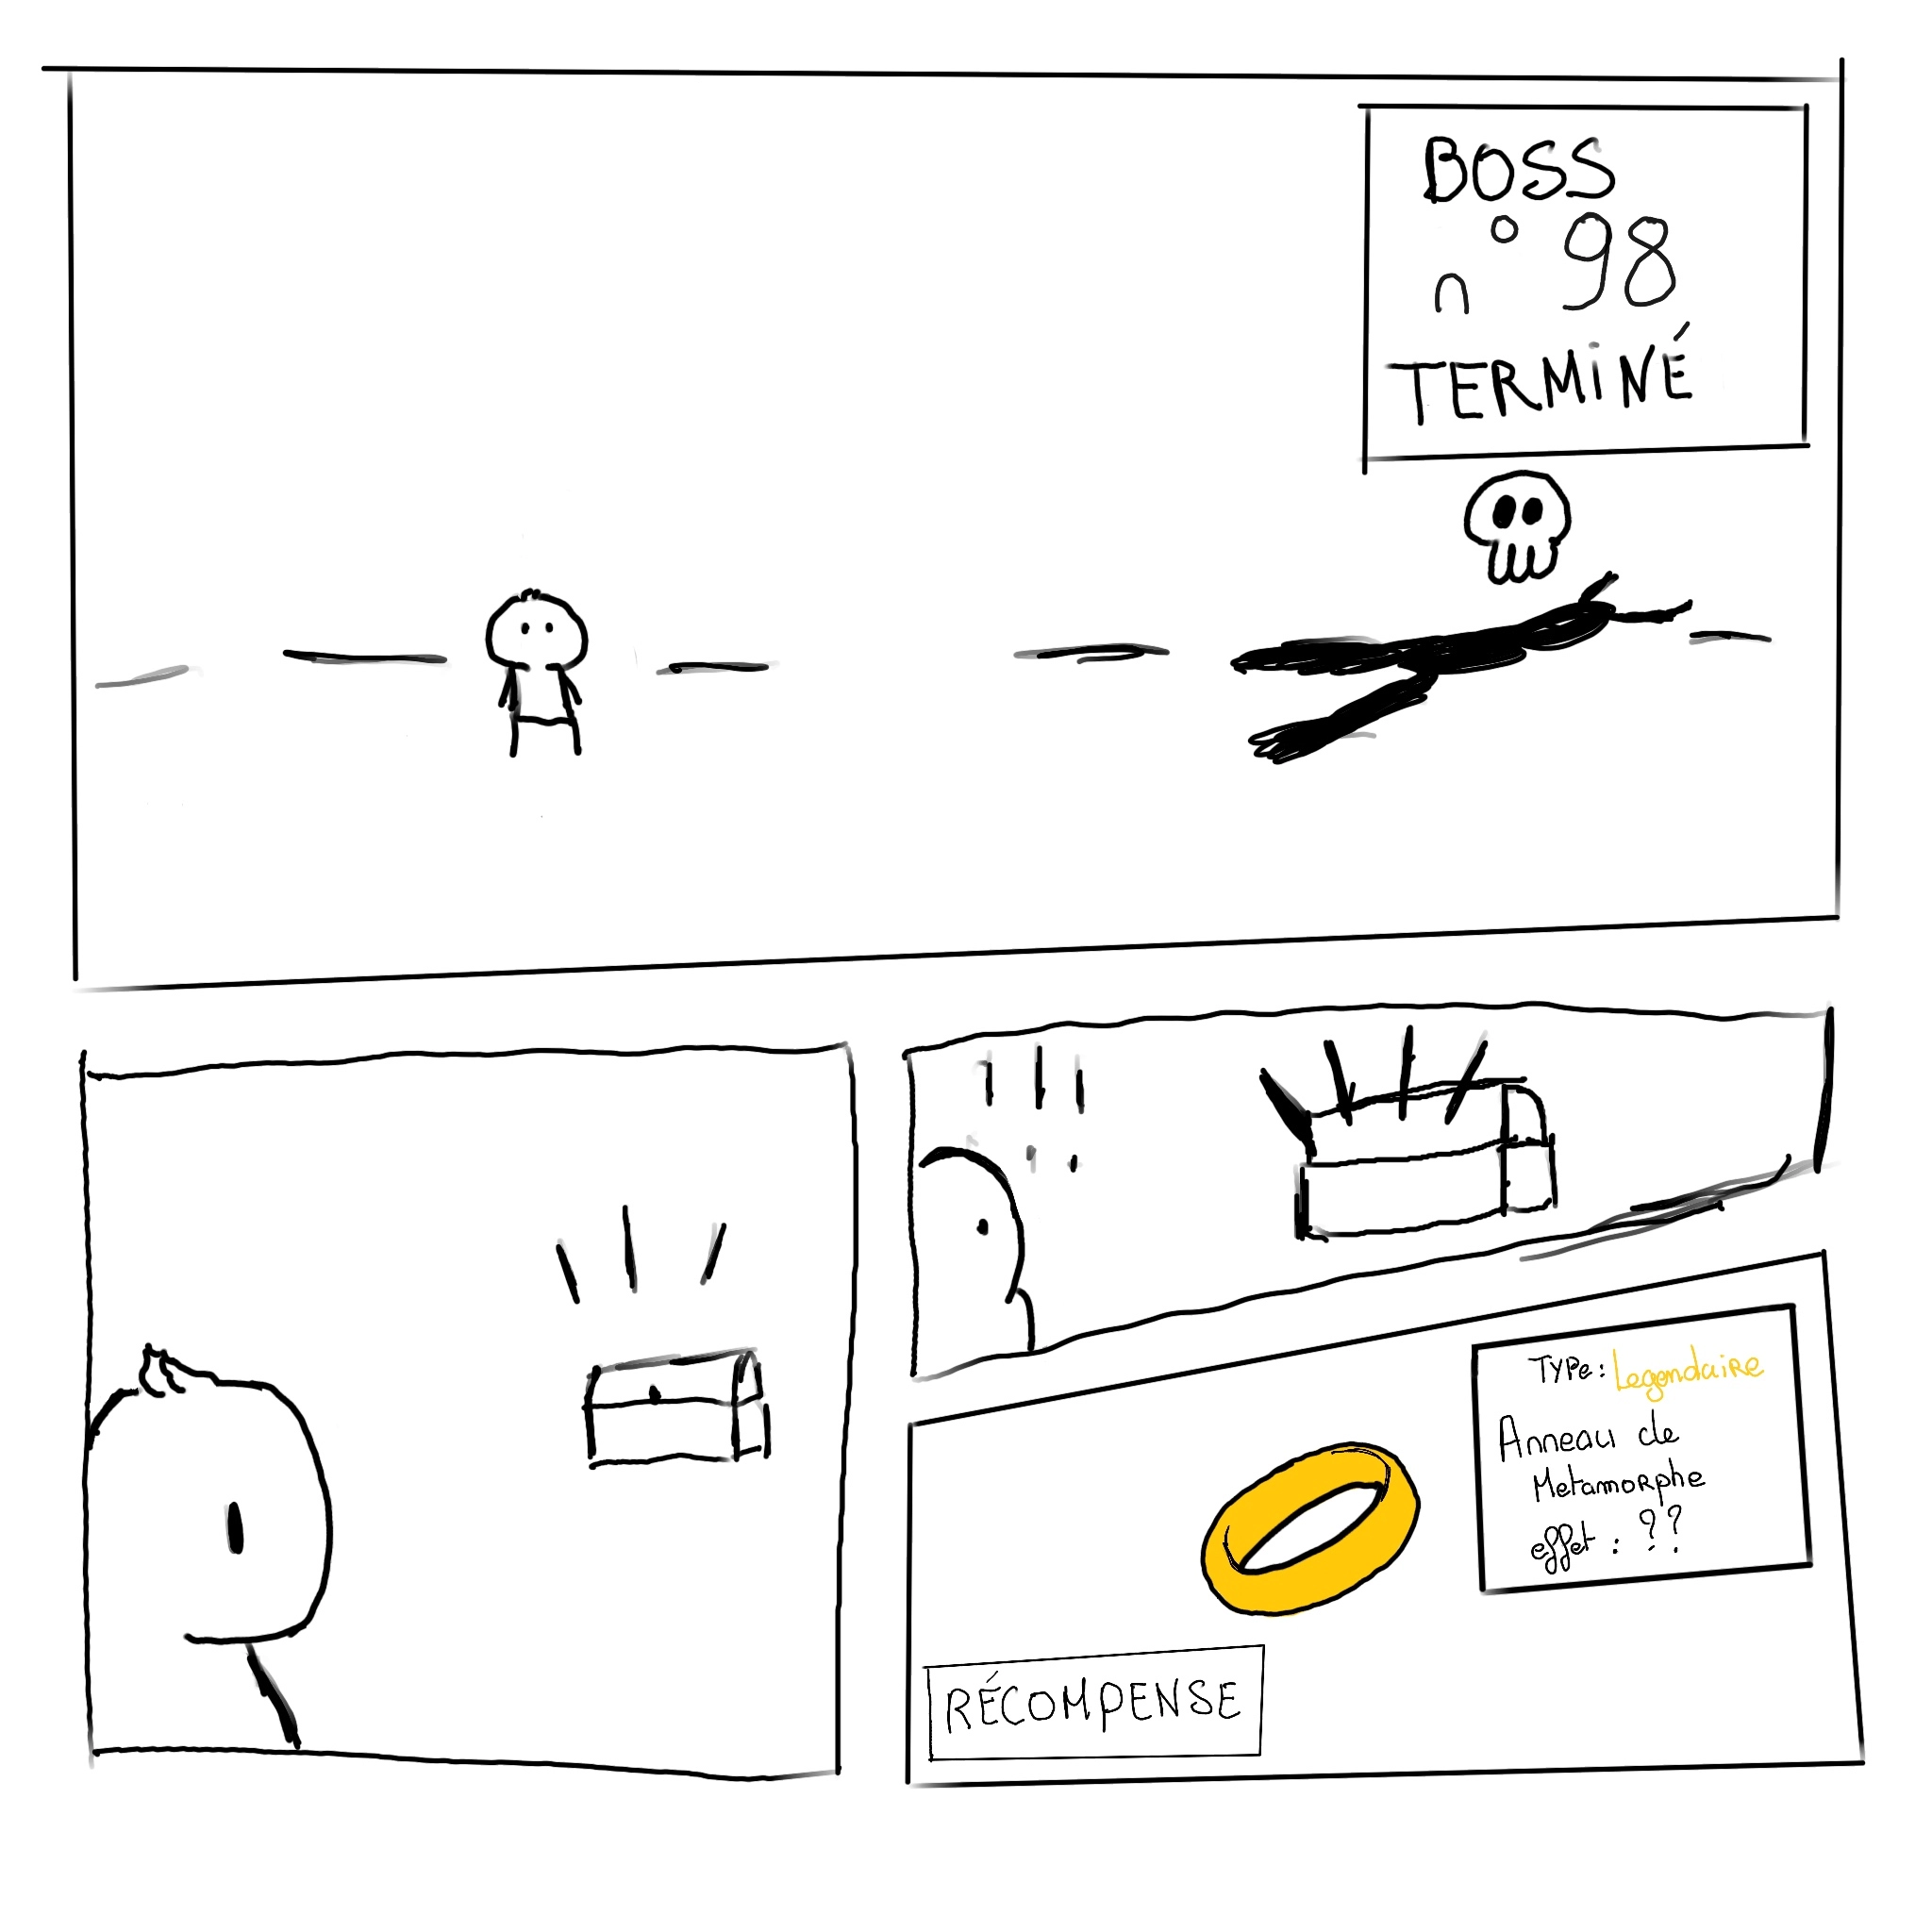 BOSS
n° 98
TERMiNÉ
!!!
TYPe: Legendaire
Anneau de
Metamorphe
effet : ??
RÉCOMPENSE